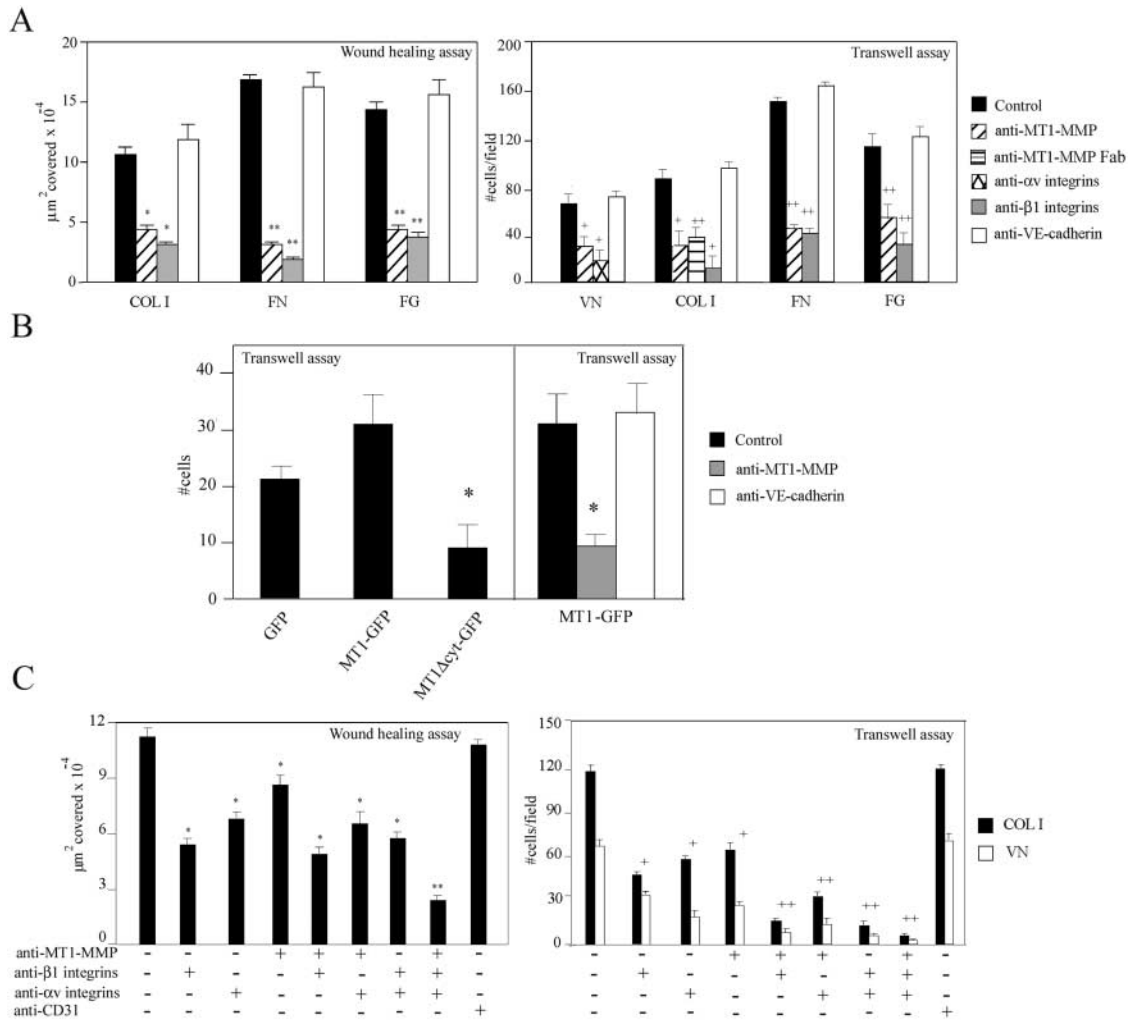 A
Wound healing assay
μm² covered x 10⁻⁴
20
15
10
5
0
* * ** ** ** **
COL I FN FG
Transwell assay
#cells/field
200
160
120
80
40
0
+ + + ++ + ++ ++ ++ ++
VN COL I FN FG
Control
anti-MT1-MMP
anti-MT1-MMP Fab
anti-αv integrins
anti-β1 integrins
anti-VE-cadherin
B
Transwell assay
#cells
40
30
20
10
0
*
GFP MT1-GFP MT1Δcyt-GFP
Transwell assay
*
MT1-GFP
Control
anti-MT1-MMP
anti-VE-cadherin
C
Wound healing assay
μm² covered x 10⁻⁴
12
9
6
3
0
* * * * * * **
anti-MT1-MMP - - - + + + - + -
anti-β1 integrins - + - - + - + + -
anti-αv integrins - - + - - + + + -
anti-CD31 - - - - - - - - +
Transwell assay
#cells/field
150
120
90
60
30
0
+ + + ++ ++ ++ ++
- - - + + + - + -
- + - - + - + + -
- - + - - + + + -
- - - - - - - - +
COL I
VN